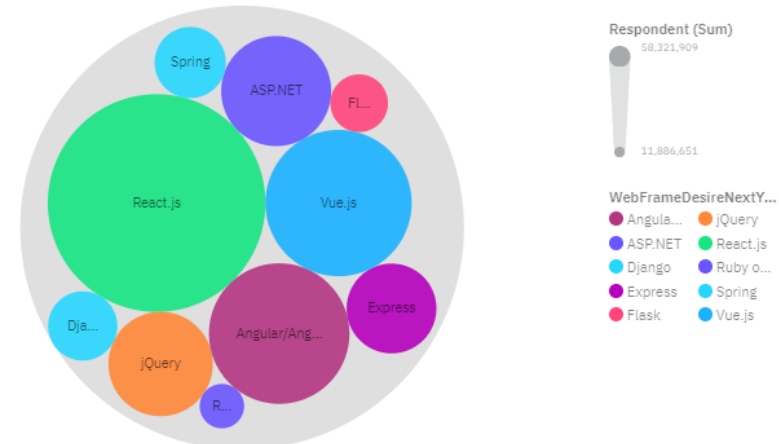 Spring
ASP.NET
Fl...
React.js
Vue.js
Express
Dja...
Angular/Ang...
jQuery
R...
Respondent (Sum)
58,321,909
11,886,651
WebFrameDesireNextY...
Angula...
jQuery
ASP.NET
React.js
Django
Ruby o...
Express
Spring
Flask
Vue.js